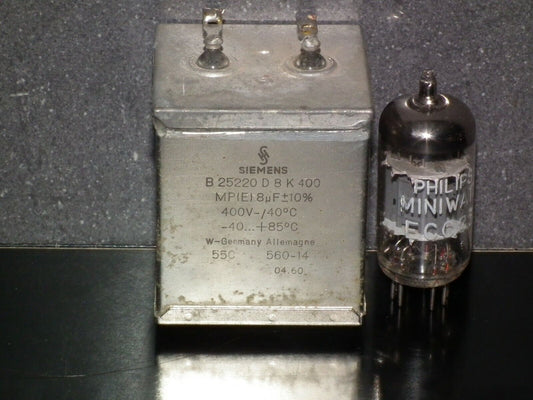 SIEMENS
B 25220 D 8 K 400
MP(E) 8µF ±10%
400V-/40°C
-40...+85°C
W-Germany Allemagne
55C 560-14
04.60
PHILIPS
MINIWA
ECC